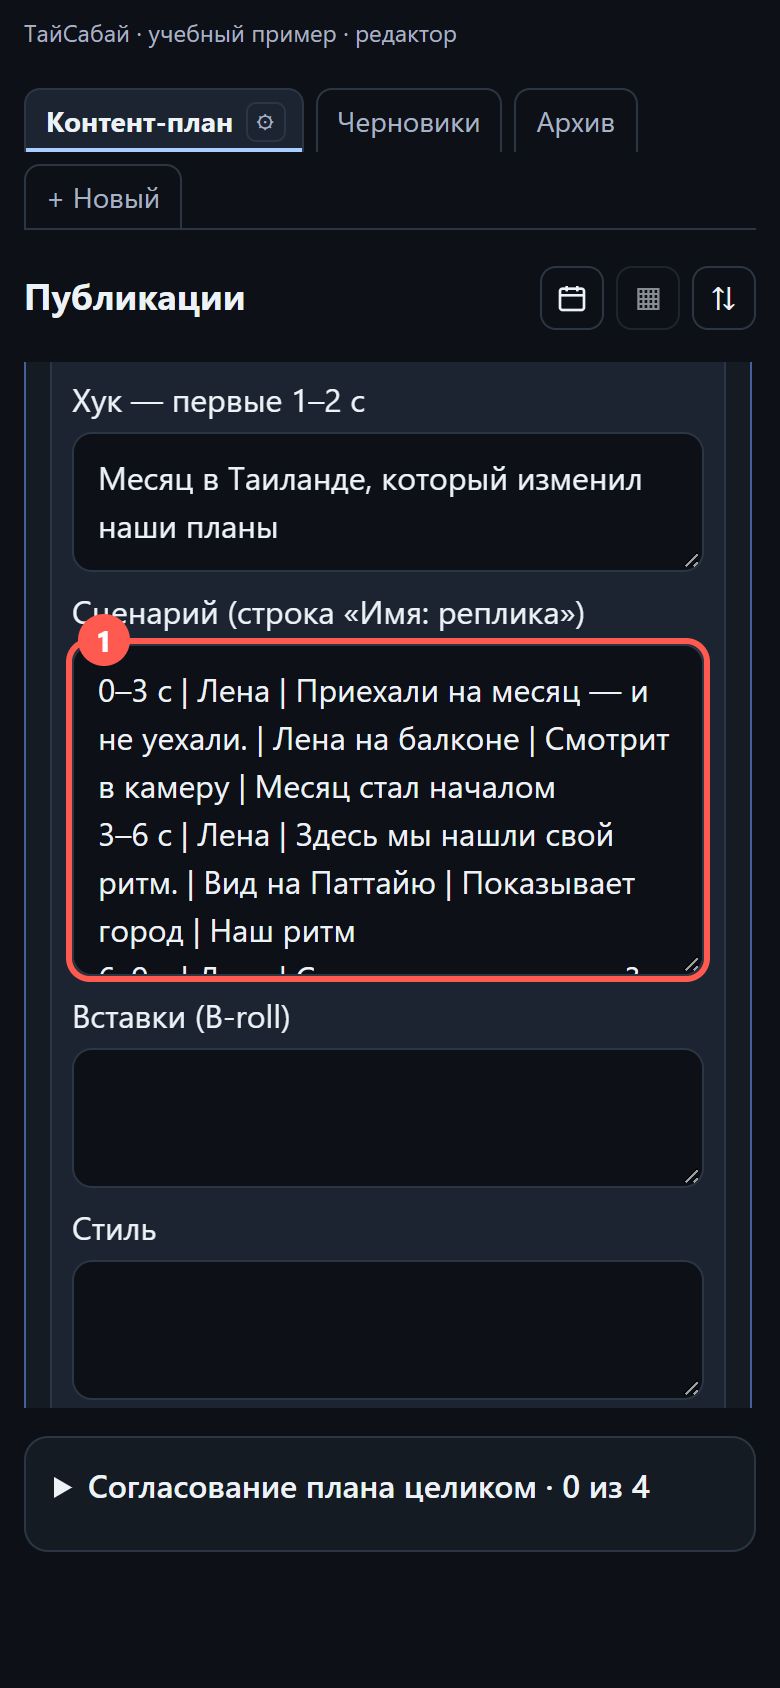 ТайСабай · учебный пример · редактор
Контент-план
Черновики
Архив
+ Новый
Публикации
Хук — первые 1–2 с
Месяц в Таиланде, который изменил
наши планы
Сценарий (строка «Имя: реплика»)
1
0–3 с | Лена | Приехали на месяц — и
не уехали. | Лена на балконе | Смотрит
в камеру | Месяц стал началом
3–6 с | Лена | Здесь мы нашли свой
ритм. | Вид на Паттайю | Показывает
город | Наш ритм
Вставки (B-roll)
Стиль
Согласование плана целиком · 0 из 4